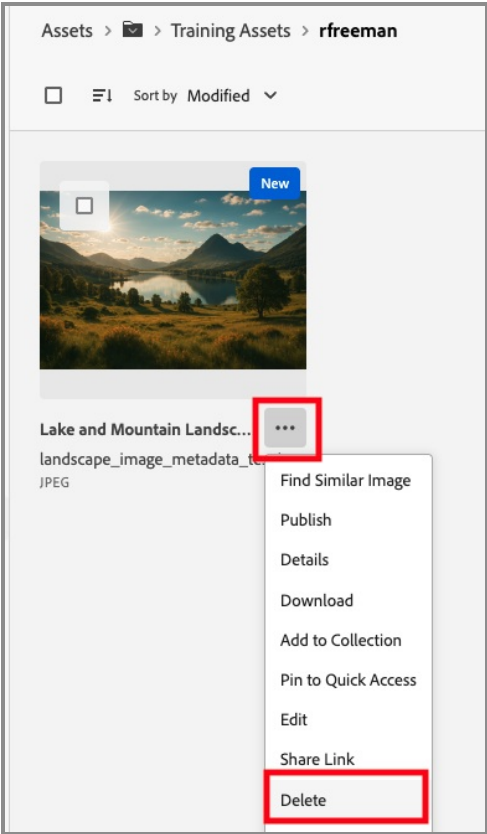 Assets > > Training Assets > rfreeman
Sort by Modified
New
Lake and Mountain Landsc...
•••
landscape_image_metadata_te
JPEG
Find Similar Image
Publish
Details
Download
Add to Collection
Pin to Quick Access
Edit
Share Link
Delete